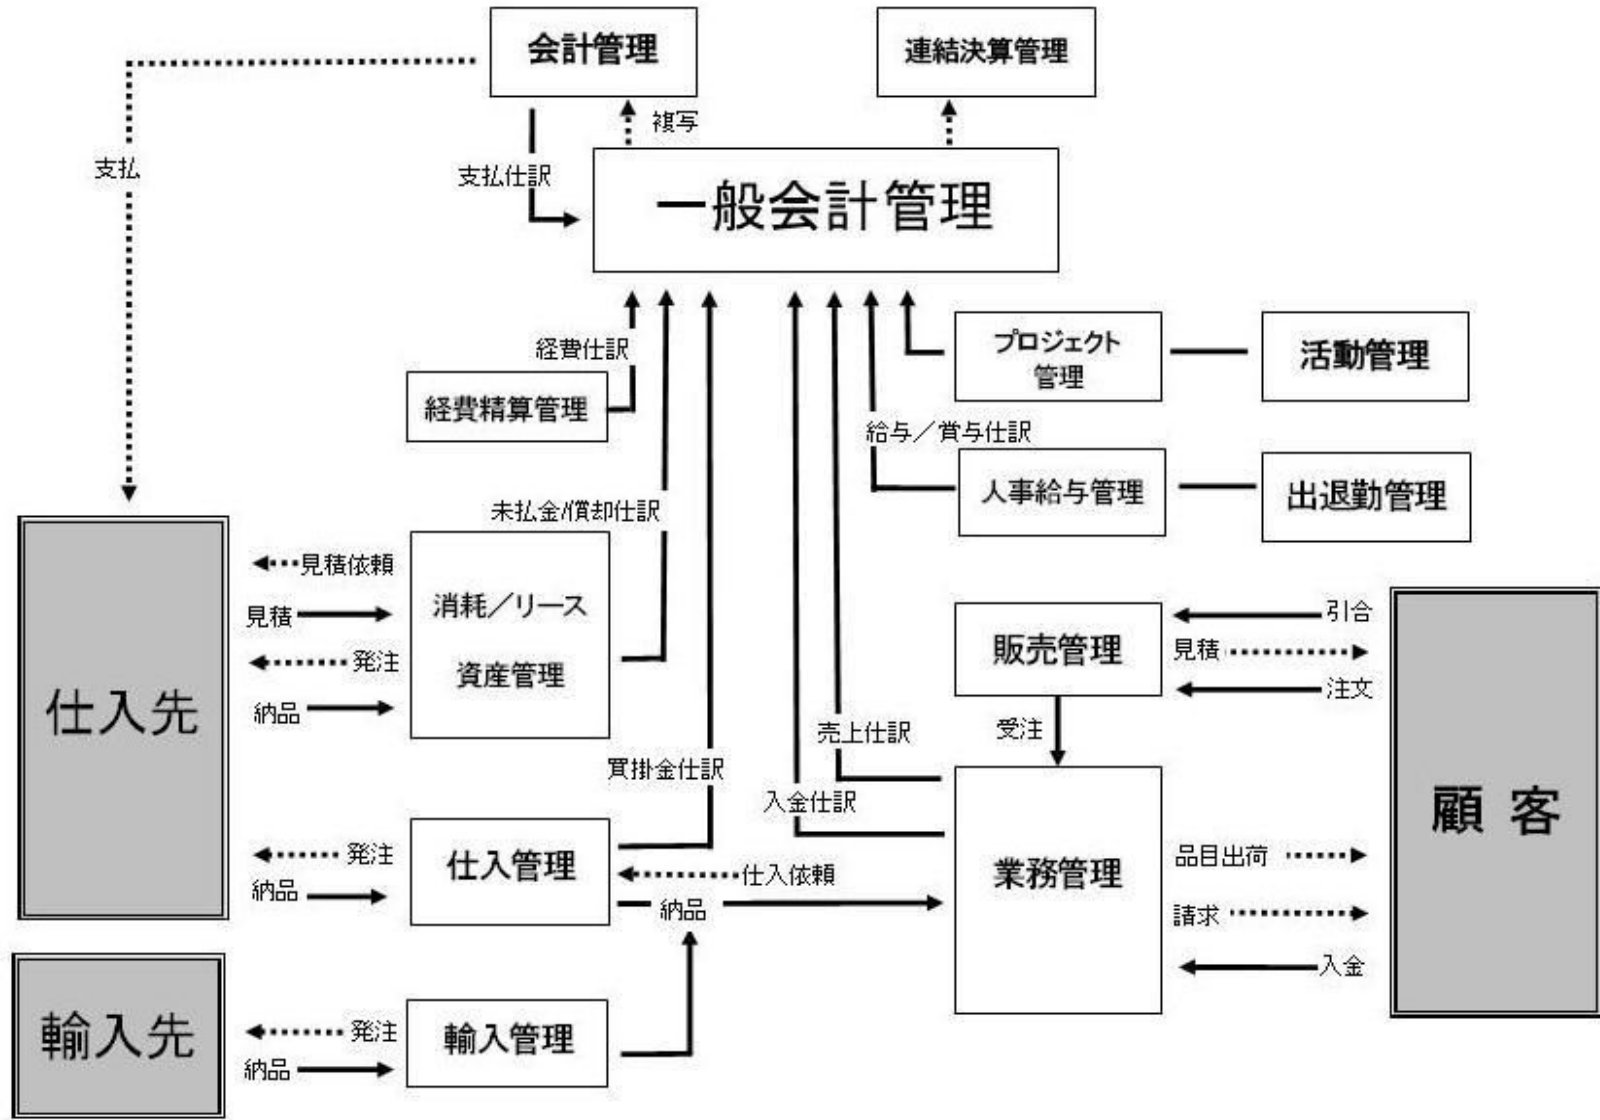 会計管理
連結決算管理
複写
支払
支払仕訳
一般会計管理
経費仕訳
プロジェクト
管理
活動管理
経費精算管理
給与／賞与仕訳
人事給与管理
出退勤管理
未払金/償却仕訳
見積依頼
見積
発注
納品
消耗／リース
資産管理
仕入先
販売管理
引合
見積
注文
受注
売上仕訳
買掛金仕訳
入金仕訳
顧客
業務管理
発注
納品
仕入管理
仕入依頼
納品
品目出荷
請求
入金
輸入先
発注
納品
輸入管理